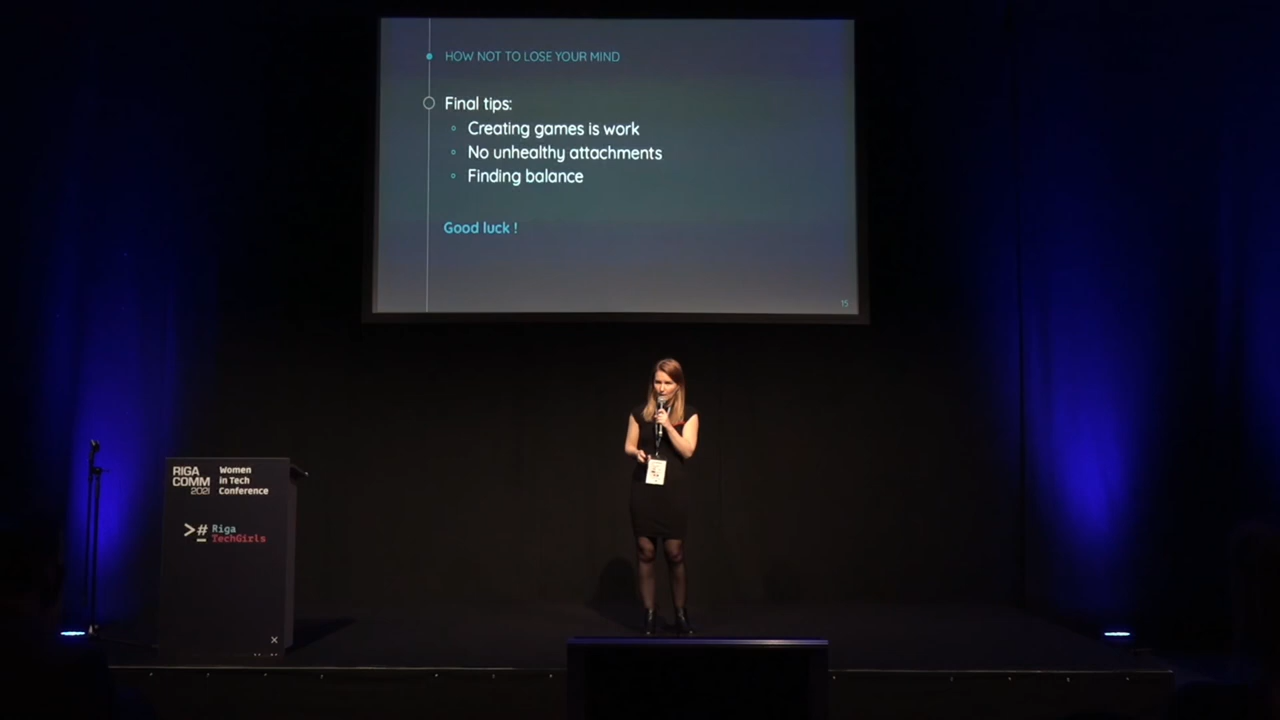 HOW NOT TO LOSE YOUR MIND
Final tips:
Creating games is work
No unhealthy attachments
Finding balance
Good luck !
15
RIGA
COMM
2021
Women
in Tech
Conference
>_# Riga
TechGirls